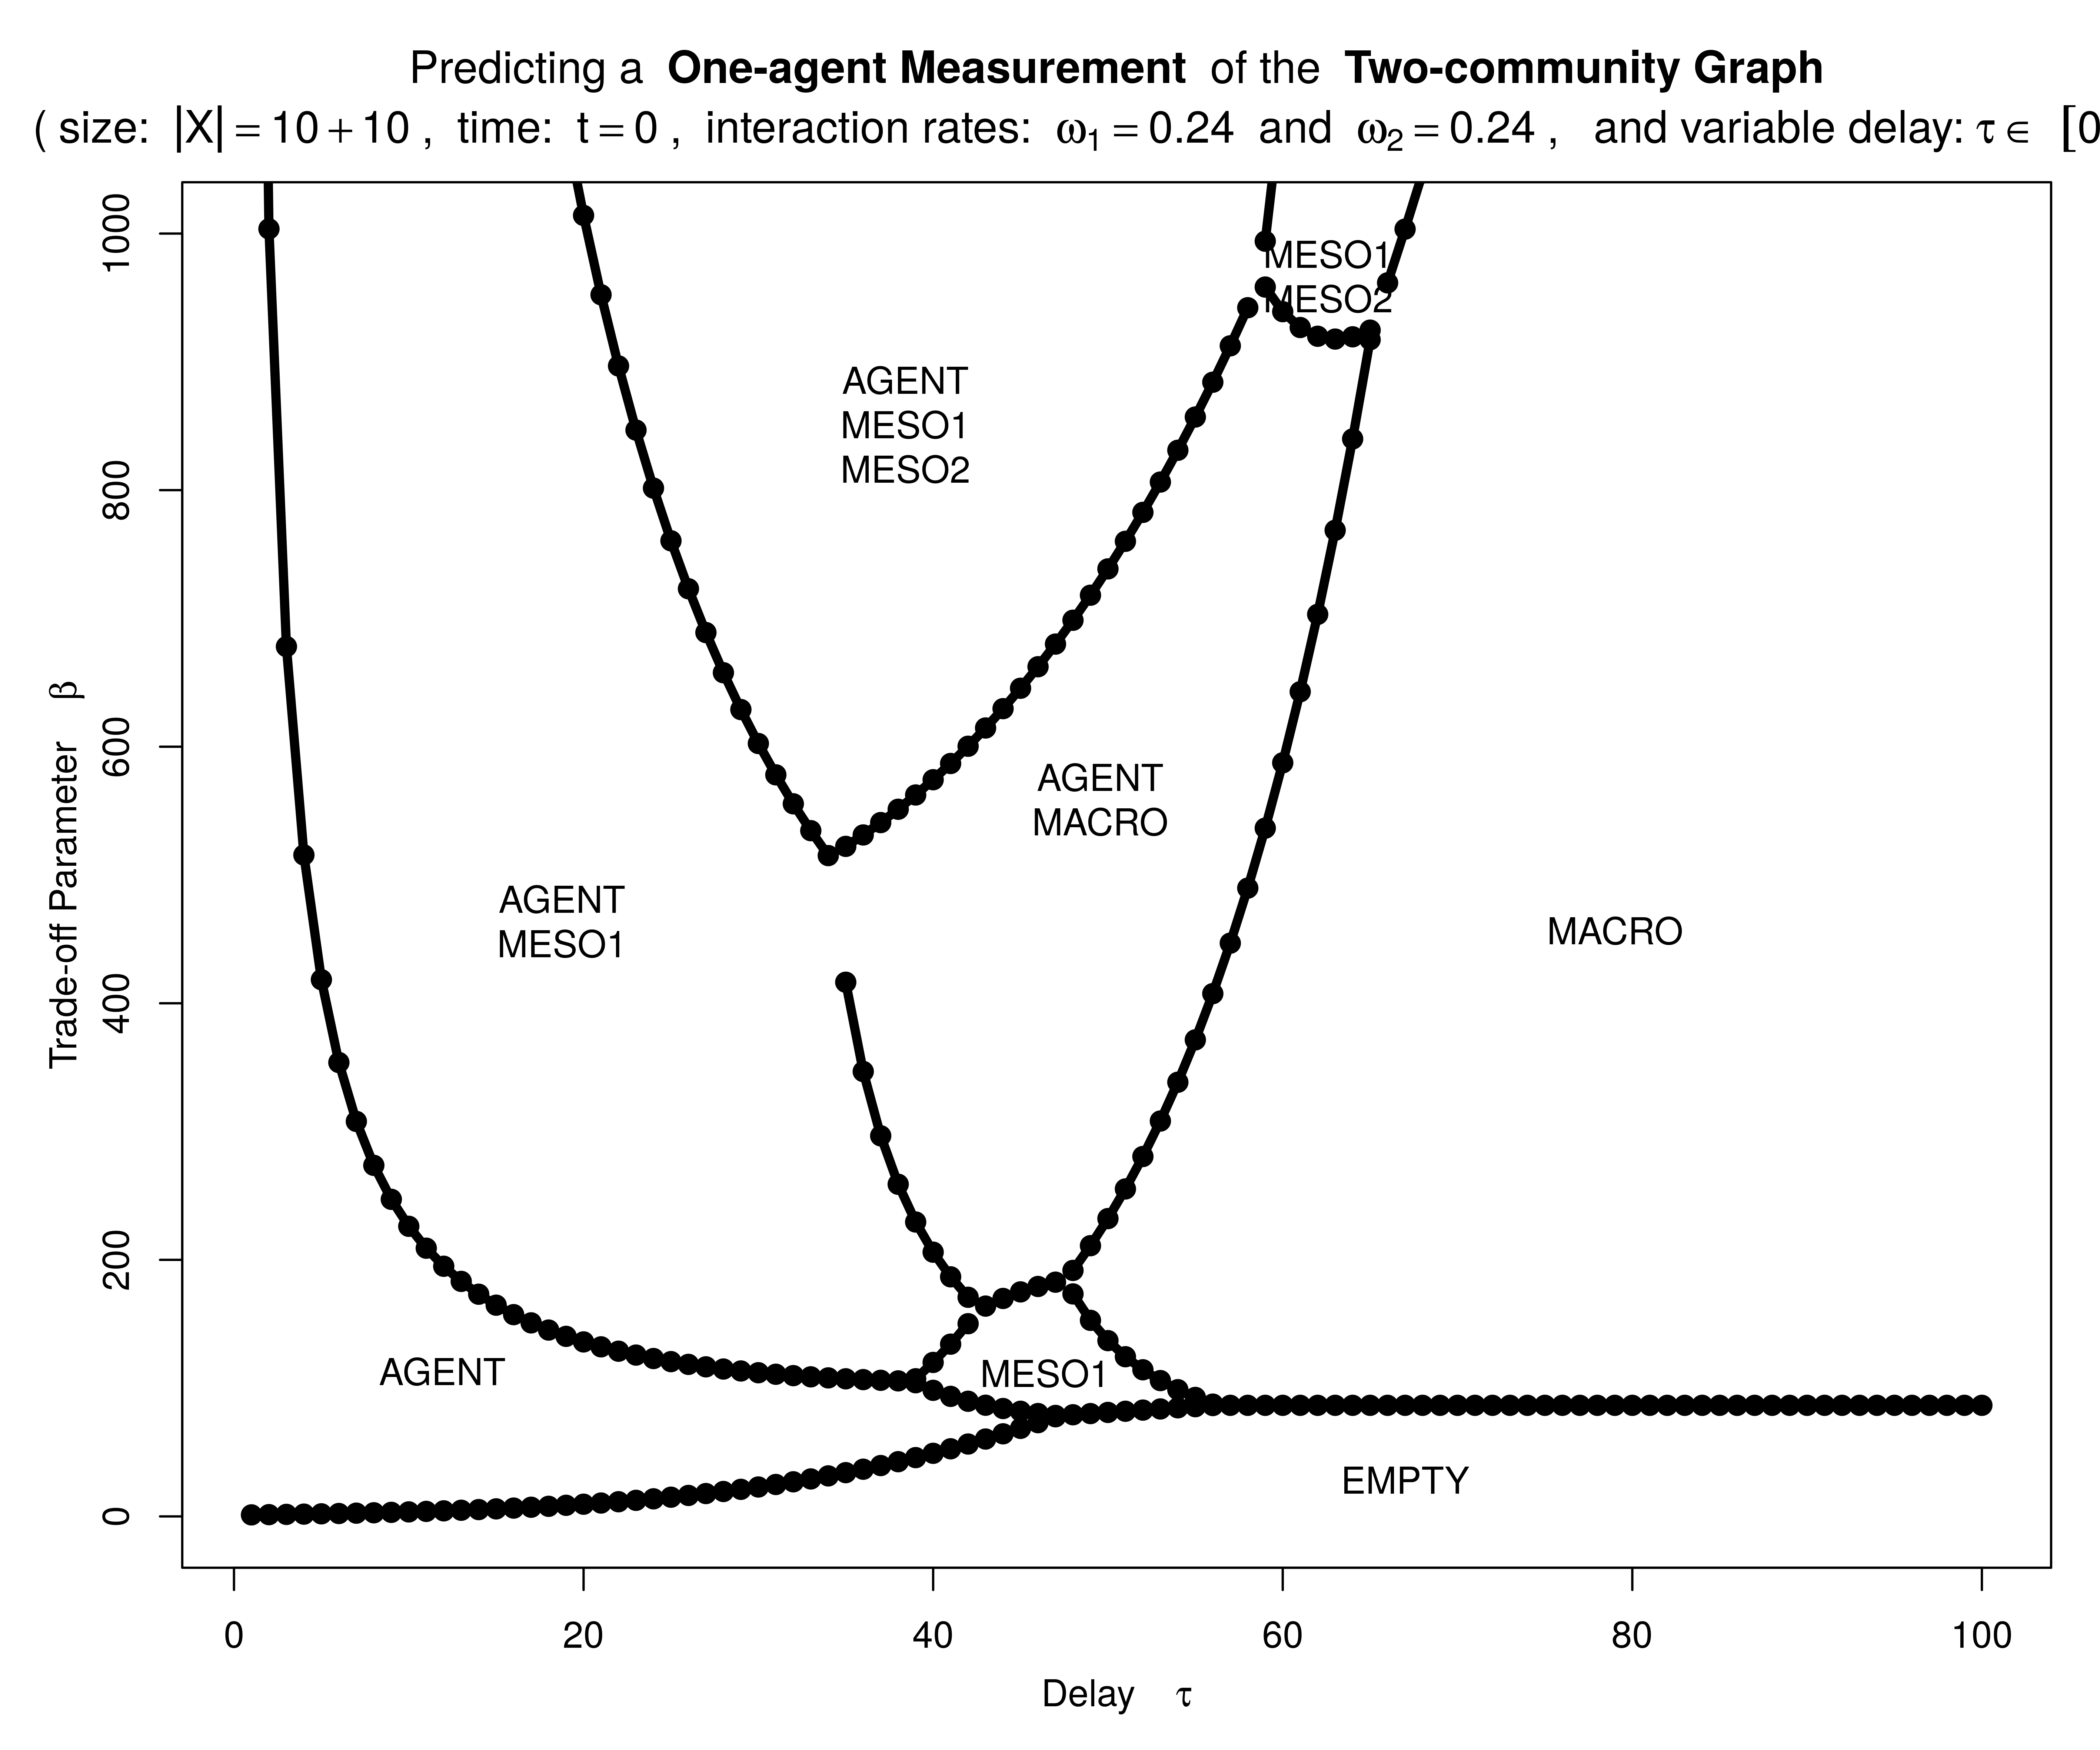 Predicting a One-agent Measurement of the Two-community Graph
( size: |X| = 10 + 10 , time: t = 0 , interaction rates: ω1 = 0.24 and ω2 = 0.24 , and variable delay: τ ∈ [0
1000
800
600
400
200
0
Trade-off Parameter β
MESO1
MESO2
AGENT
MESO1
MESO2
AGENT
MACRO
AGENT
MESO1
MACRO
AGENT
MESO1
EMPTY
0 20 40 60 80 100
Delay τ